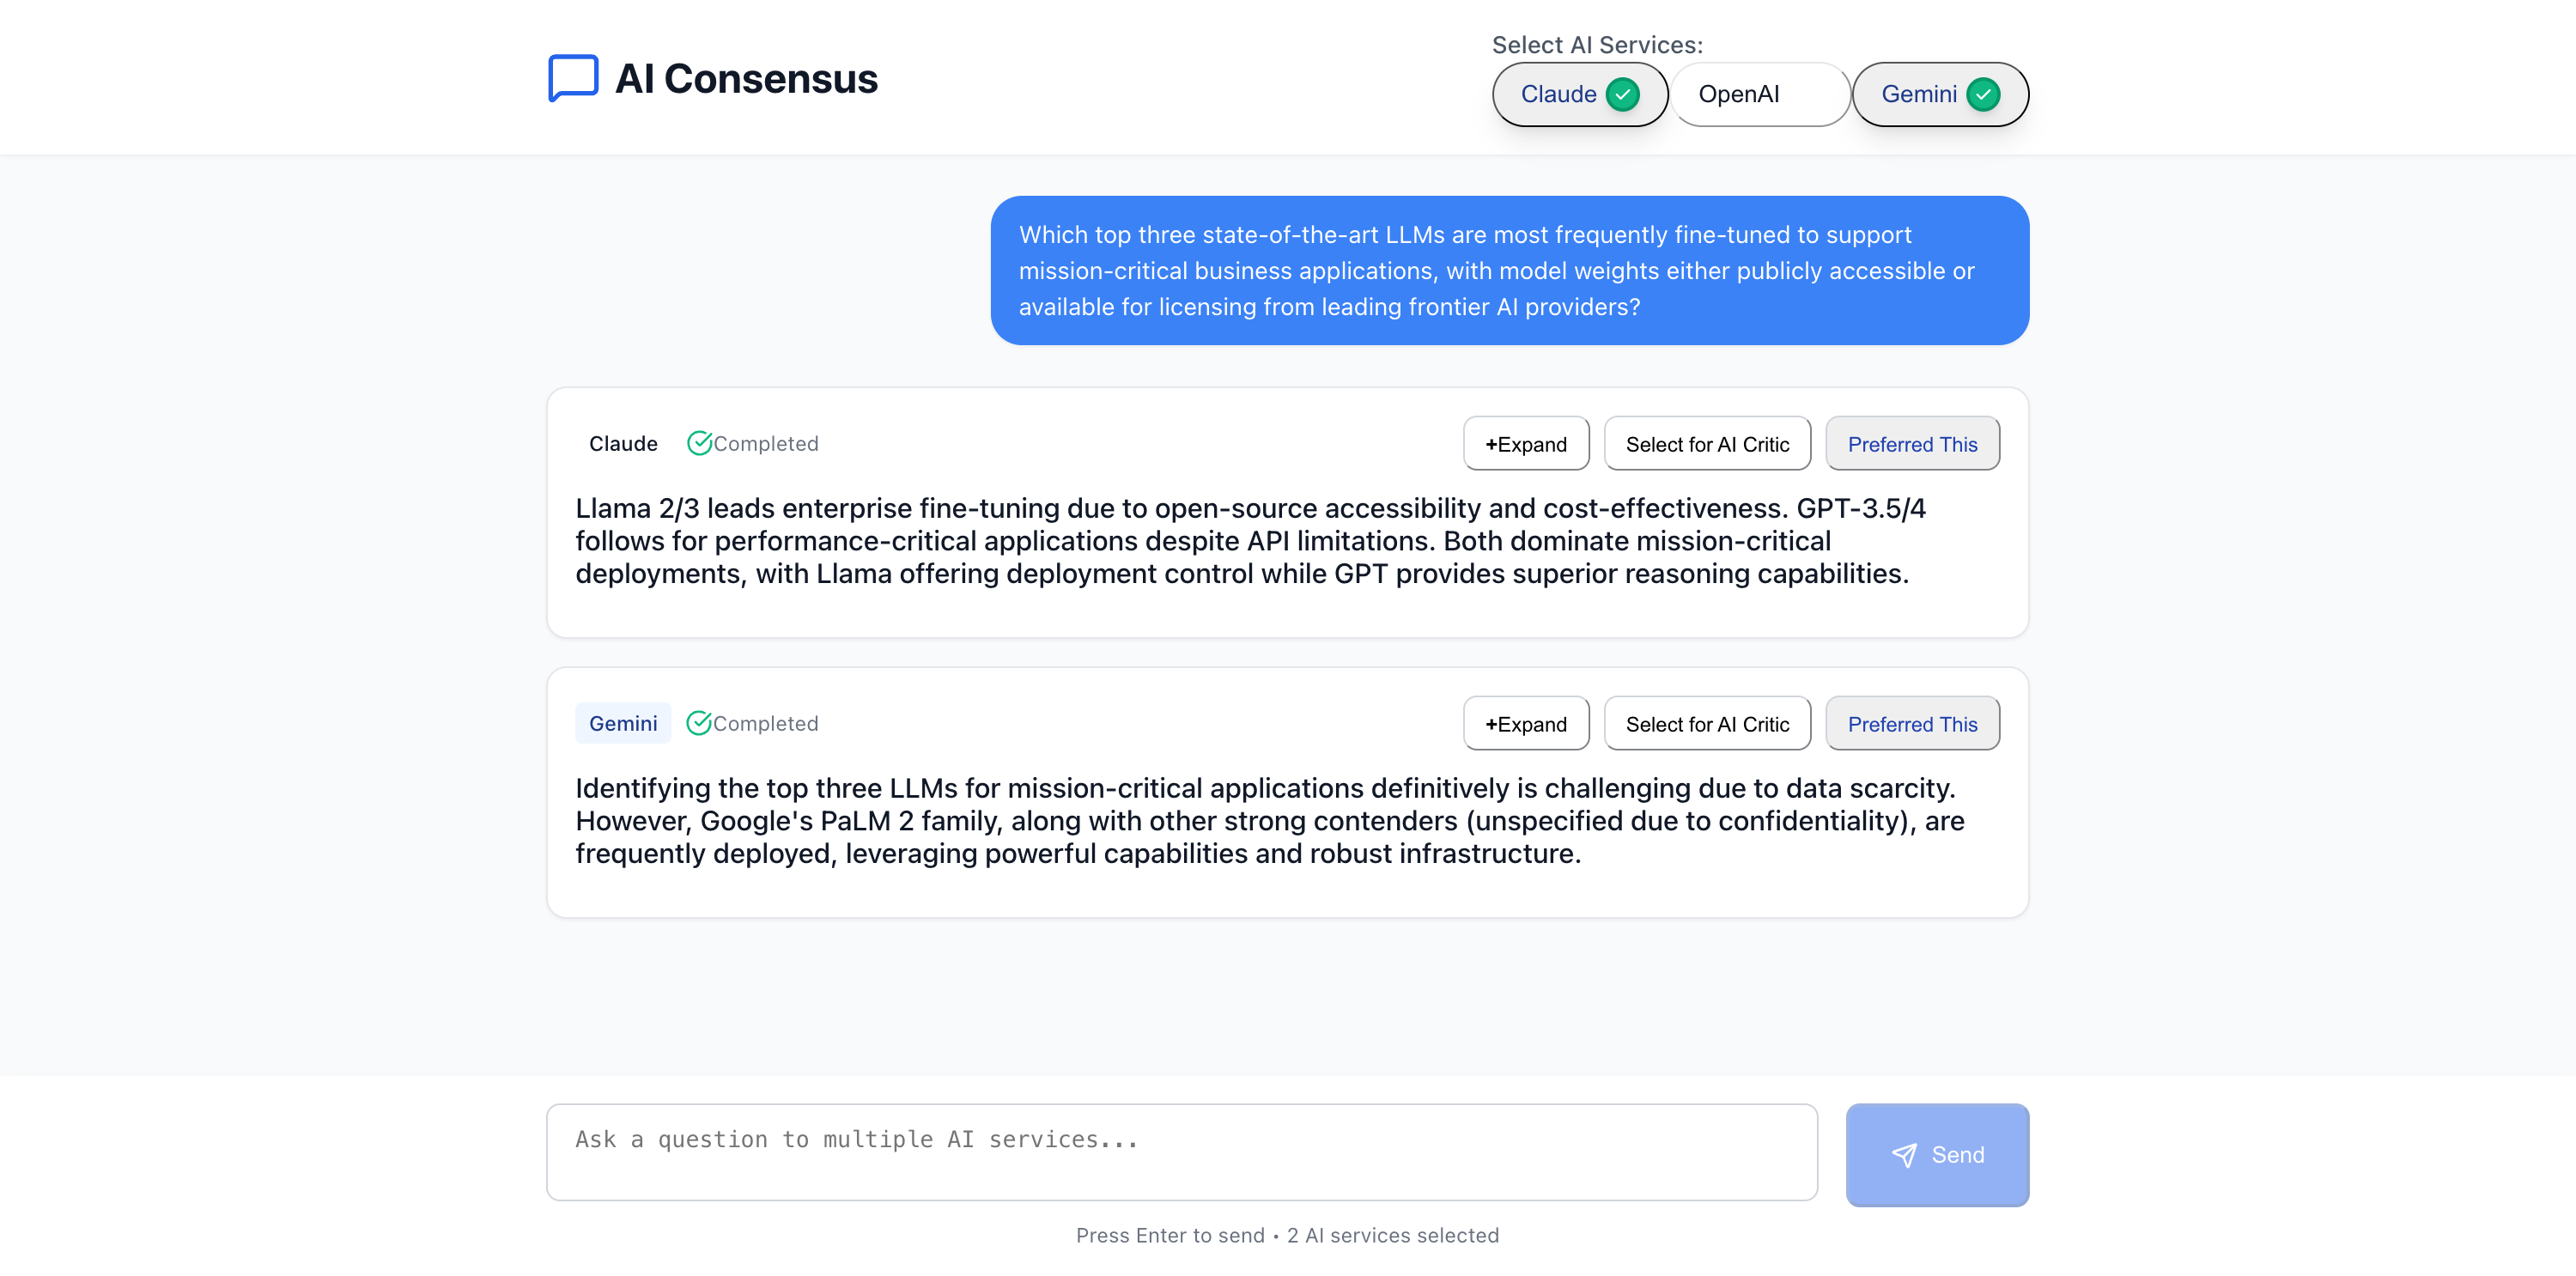 AI Consensus
Select AI Services:
Claude
OpenAI
Gemini
Which top three state-of-the-art LLMs are most frequently fine-tuned to support
mission-critical business applications, with model weights either publicly accessible or
available for licensing from leading frontier AI providers?
Claude
Completed
+Expand
Select for AI Critic
Preferred This
Llama 2/3 leads enterprise fine-tuning due to open-source accessibility and cost-effectiveness. GPT-3.5/4
follows for performance-critical applications despite API limitations. Both dominate mission-critical
deployments, with Llama offering deployment control while GPT provides superior reasoning capabilities.
Gemini
Completed
+Expand
Select for AI Critic
Preferred This
Identifying the top three LLMs for mission-critical applications definitively is challenging due to data scarcity.
However, Google's PaLM 2 family, along with other strong contenders (unspecified due to confidentiality), are
frequently deployed, leveraging powerful capabilities and robust infrastructure.
Ask a question to multiple AI services...
Send
Press Enter to send • 2 AI services selected